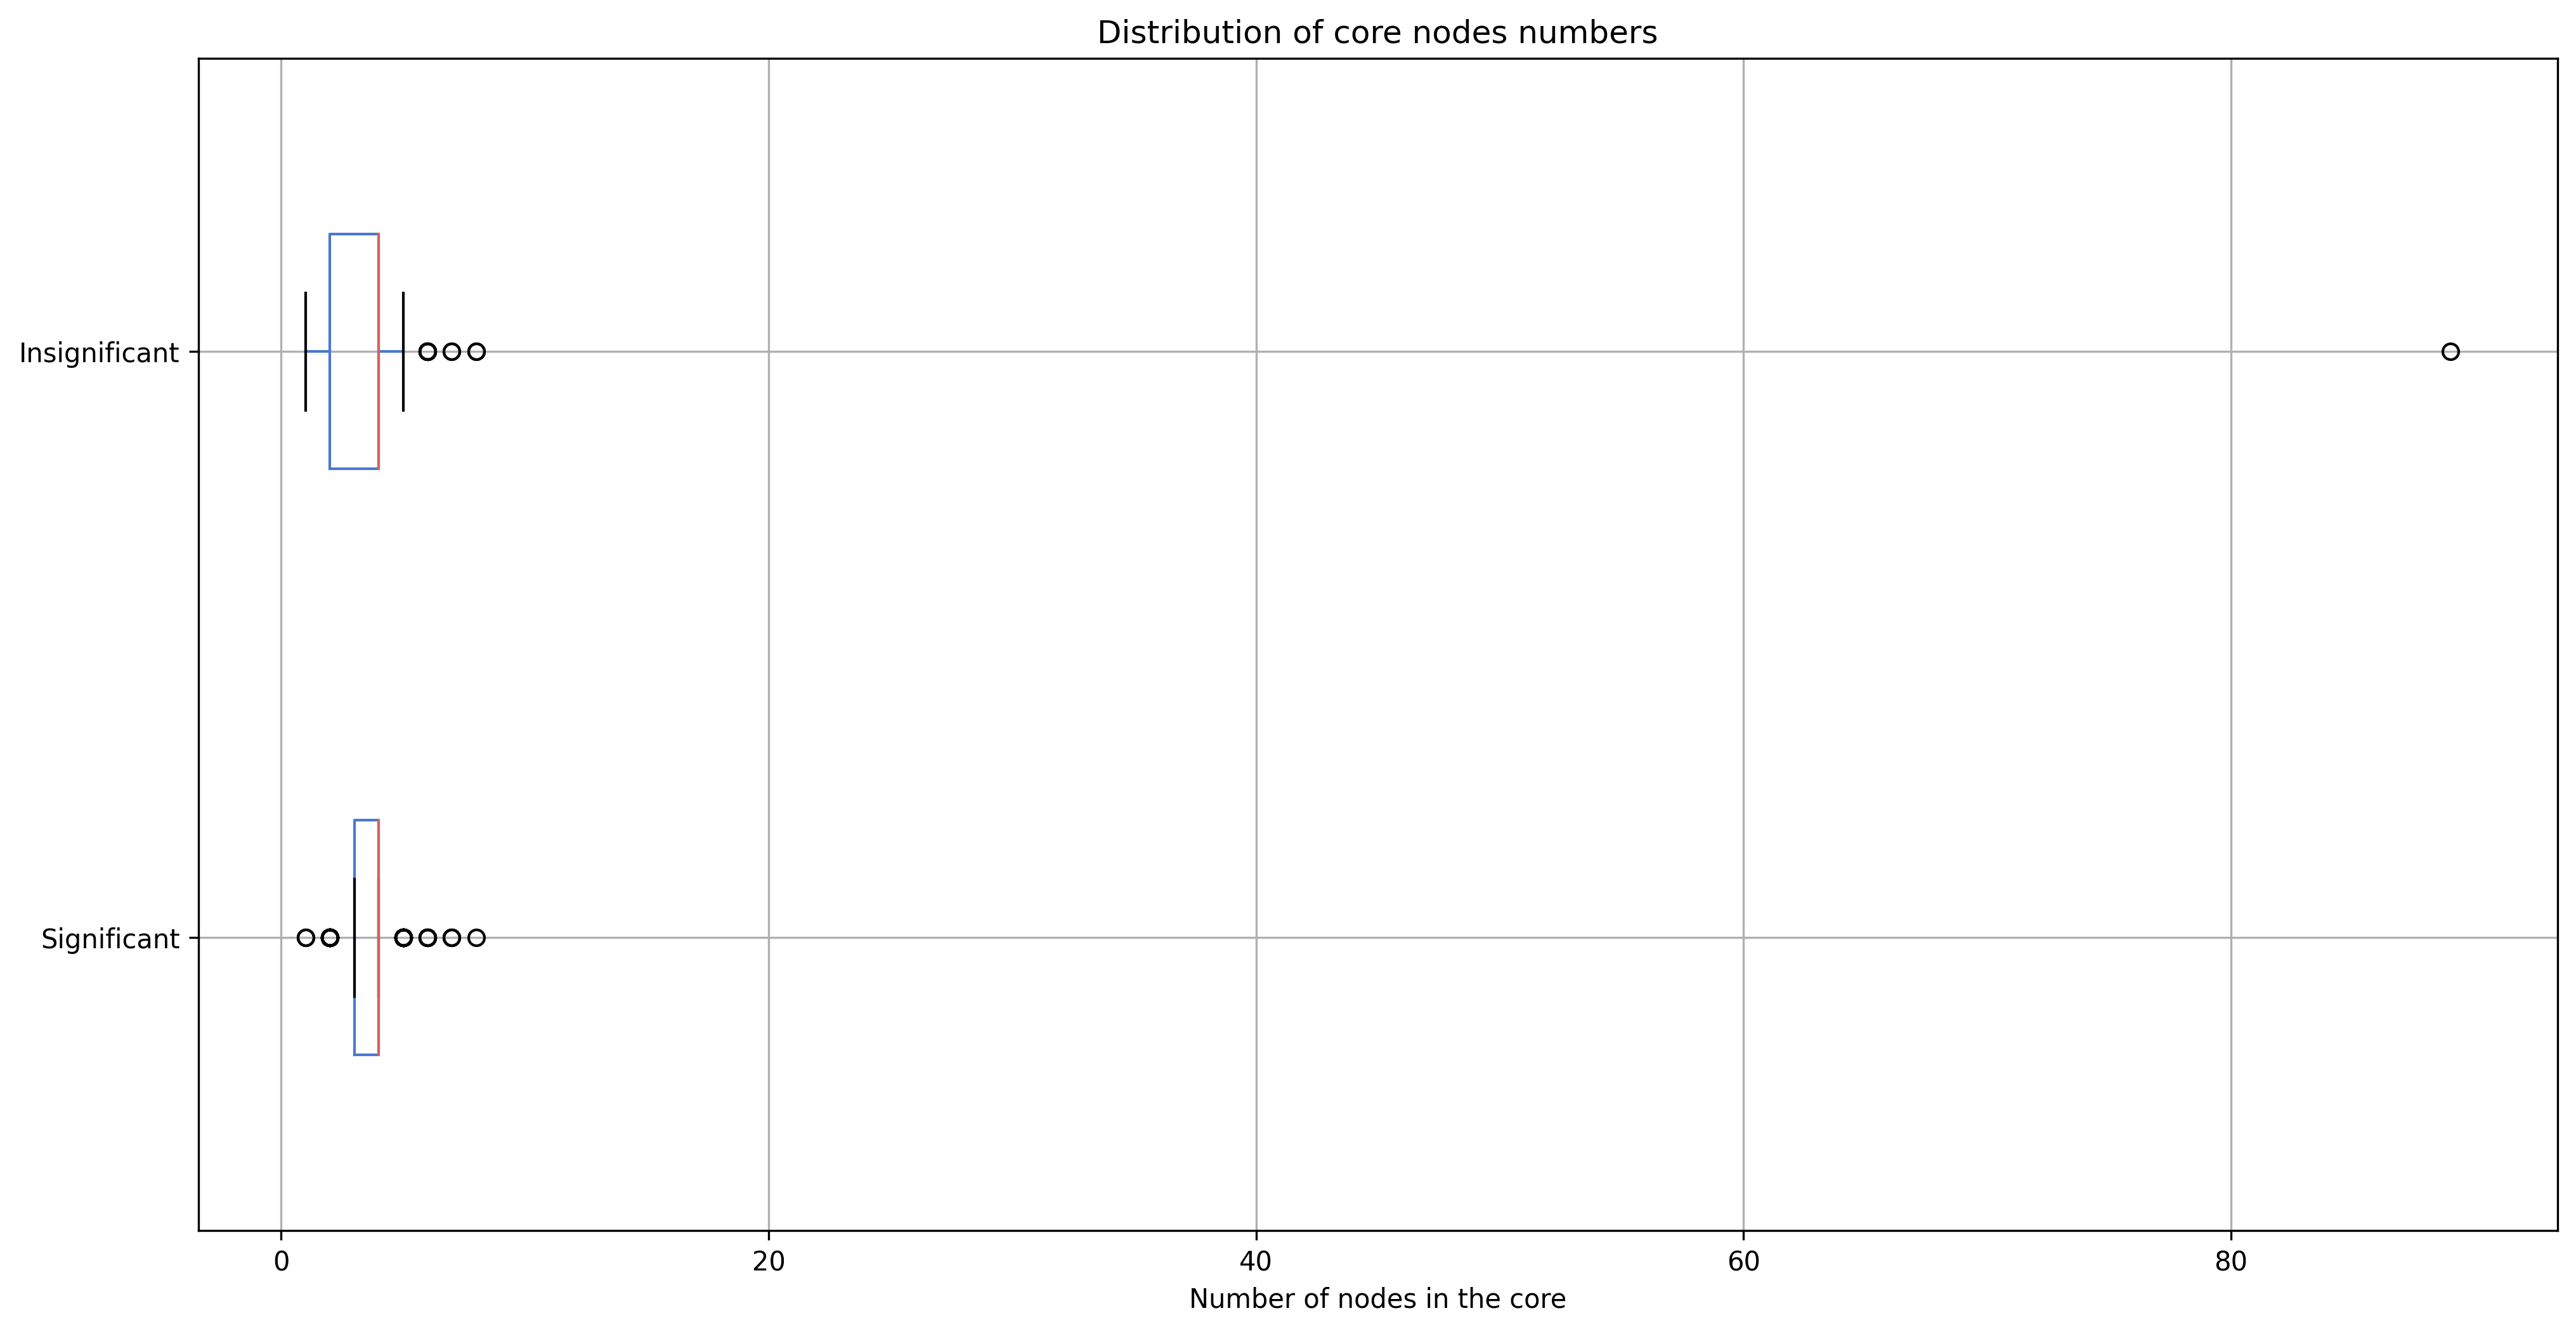 Distribution of core nodes numbers
Insignificant
Significant
0 20 40 60 80
Number of nodes in the core